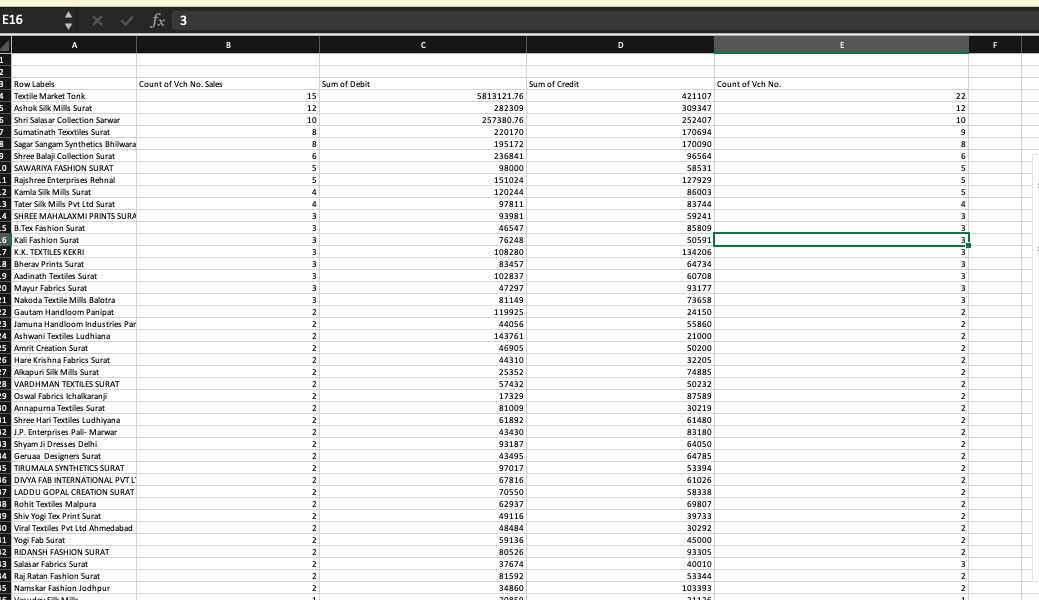 E16 fx 3
A B C D E F
1
2
3 Row Labels Count of Vch No. Sales Sum of Debit Sum of Credit Count of Vch No.
4 Textile Market Tonk 15 5813121.76 421107 22
5 Ashok Silk Mills Surat 12 282309 309347 12
6 Shri Salasar Collection Sarwar 10 257380.76 252407 10
7 Sumatinath Texxtiles Surat 8 220170 170694 9
8 Sagar Sangam Synthetics Bhilwara 8 195172 170090 8
9 Shree Balaji Collection Surat 6 236841 96564 6
.0 SAWARIYA FASHION SURAT 5 98000 58531 5
.1 Rajshree Enterprises Rehnal 5 151024 127929 5
.2 Kamla Silk Mills Surat 4 120244 86003 5
.3 Tater Silk Mills Pvt Ltd Surat 4 97811 83744 4
.4 SHREE MAHALAXMI PRINTS SURA 3 93981 59241 3
.5 B.Tex Fashion Surat 3 46547 85809 3
.6 Kali Fashion Surat 3 76248 50591 3
.7 K.K. TEXTILES KEKRI 3 108280 134206 3
.8 Bherav Prints Surat 3 83457 64734 3
.9 Aadinath Textiles Surat 3 102837 60708 3
20 Mayur Fabrics Surat 3 47297 93177 3
21 Nakoda Textile Mills Balotra 3 81149 73658 3
22 Gautam Handloom Panipat 2 119925 24150 2
23 Jamuna Handloom Industries Par 2 44056 55860 2
24 Ashwani Textiles Ludhiana 2 143761 21000 2
25 Amrit Creation Surat 2 46905 50200 2
26 Hare Krishna Fabrics Surat 2 44310 32205 2
27 Alkapuri Silk Mills Surat 2 25352 74885 2
28 VARDHMAN TEXTILES SURAT 2 57432 50232 2
29 Oswal Fabrics Ichalkaranji 2 17329 87589 2
30 Annapurna Textiles Surat 2 81009 30219 2
31 Shree Hari Textiles Ludhiyana 2 61892 61480 2
32 J.P. Enterprises Pali- Marwar 2 43430 83180 2
33 Shyam Ji Dresses Delhi 2 93187 64050 2
34 Geruaa Designers Surat 2 43495 64785 2
35 TIRUMALA SYNTHETICS SURAT 2 97017 53394 2
36 DIVYA FAB INTERNATIONAL PVT L 2 67816 61026 2
37 LADDU GOPAL CREATION SURAT 2 70550 58338 2
38 Rohit Textiles Malpura 2 62937 69807 2
39 Shiv Yogi Tex Print Surat 2 49116 39733 2
40 Viral Textiles Pvt Ltd Ahmedabad 2 48484 30292 2
41 Yogi Fab Surat 2 59136 45000 2
42 RIDANSH FASHION SURAT 2 80526 93305 2
43 Salasar Fabrics Surat 2 37674 40010 3
44 Raj Ratan Fashion Surat 2 81592 53344 2
45 Namskar Fashion Jodhpur 2 34860 103393 2